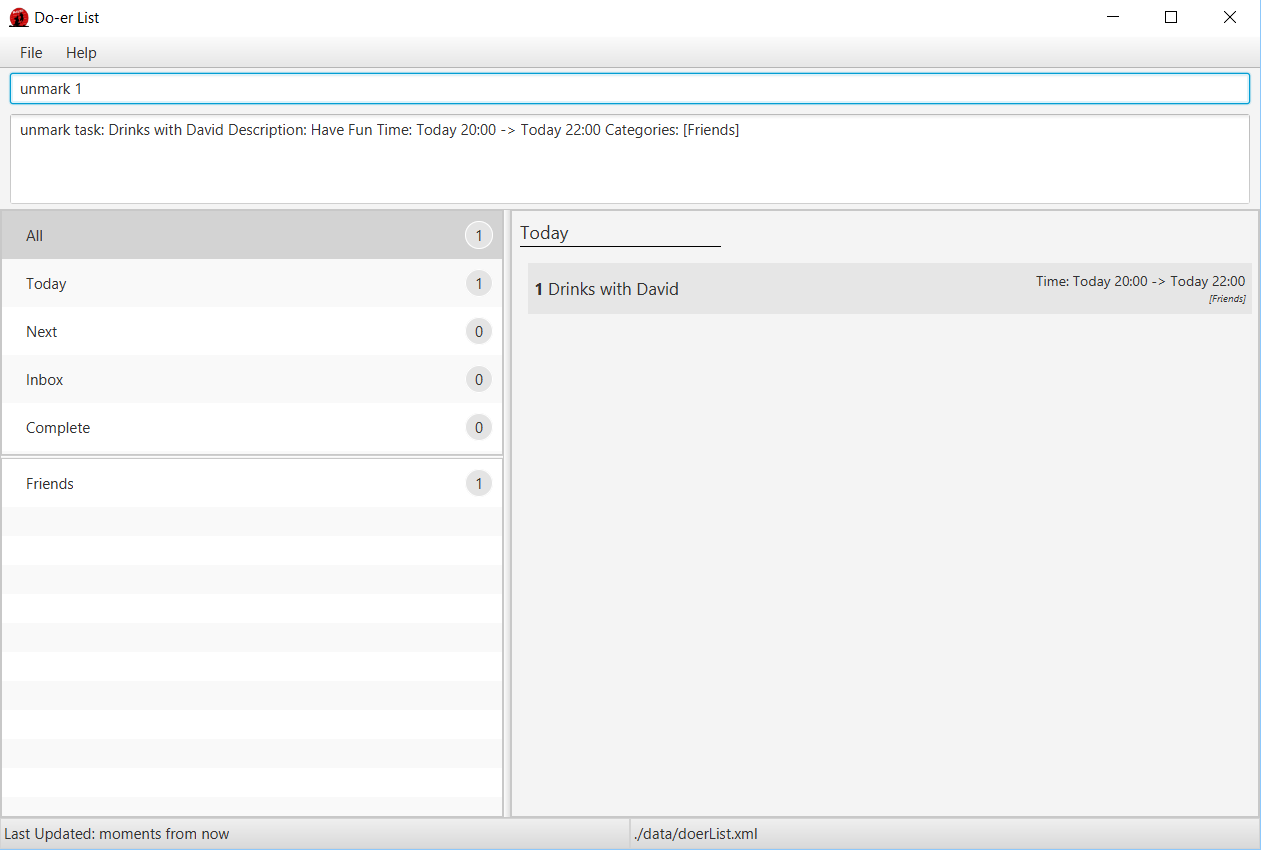 Do-er List
File Help
unmark 1
unmark task: Drinks with David Description: Have Fun Time: Today 20:00 -> Today 22:00 Categories: [Friends]
All 1
Today 1
Next 0
Inbox 0
Complete 0
Friends 1
Today
1 Drinks with David
Time: Today 20:00 -> Today 22:00
[Friends]
Last Updated: moments from now
./data/doerList.xml